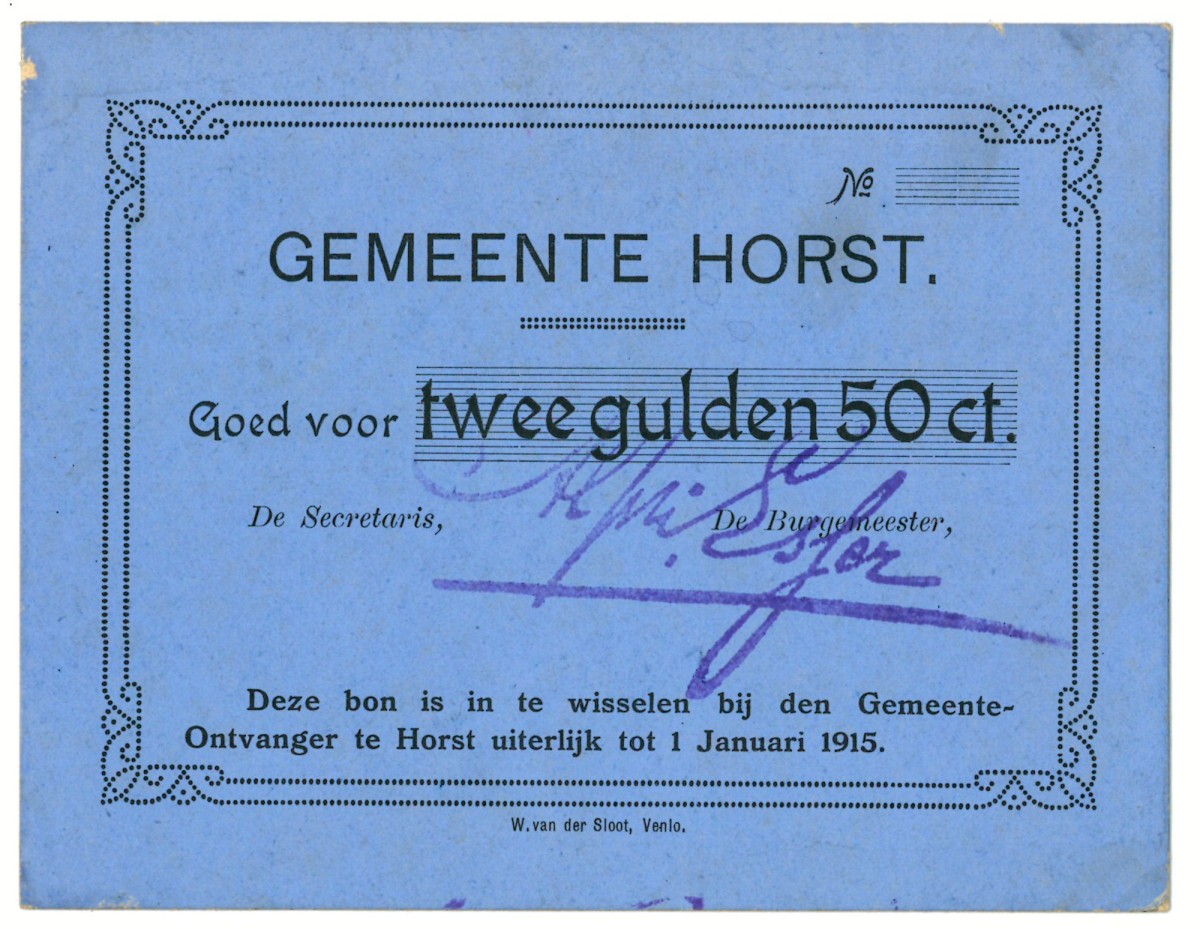 No
GEMEENTE HORST.
Goed voor twee gulden 50 ct.
De Secretaris, De Burgemeester,
Deze bon is in te wisselen bij den Gemeente-
Ontvanger te Horst uiterlijk tot 1 Januari 1915.
W. van der Sloot, Venlo.